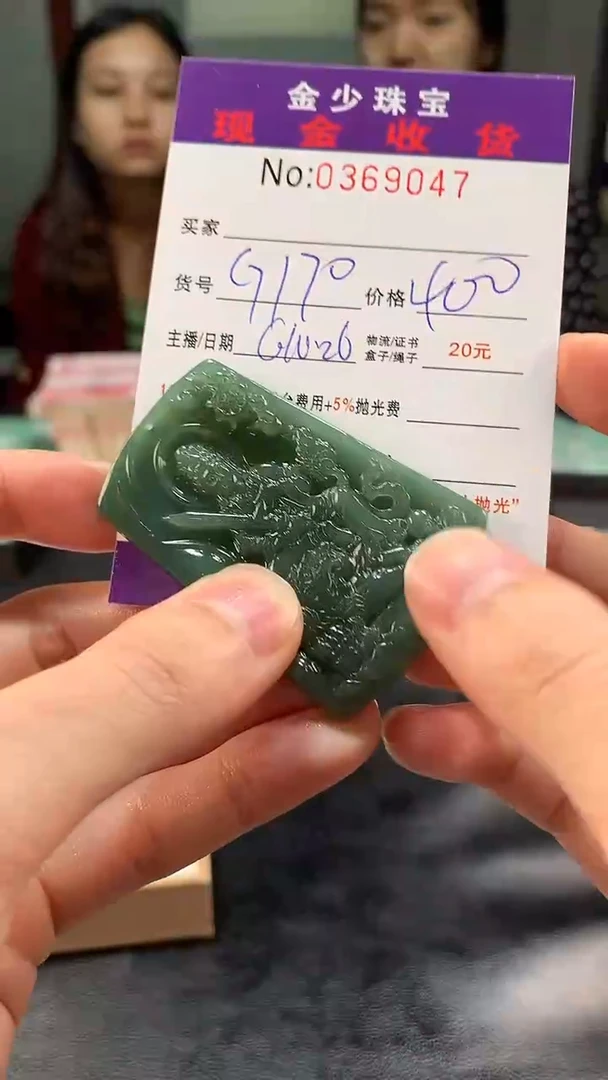 金少珠宝
现金收货
No:0369047
买家
货号 G170 价格 400
主播/日期 物流/证书 盒子/绳子 20元
费用+5%抛光费
抛光”